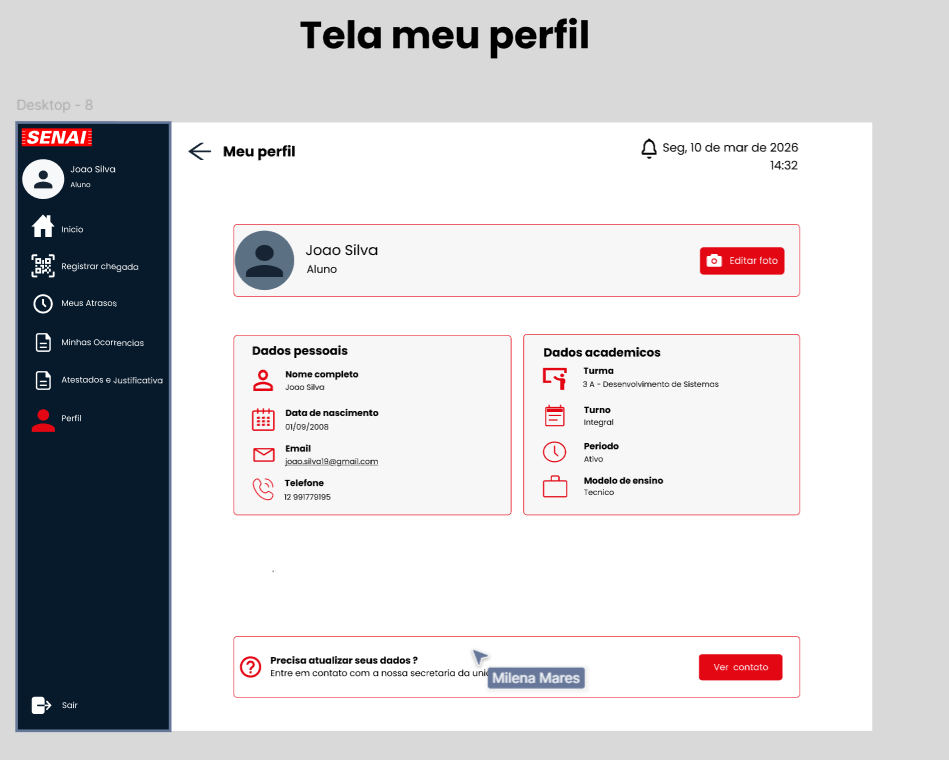 Tela meu perfil
Desktop - 8
SENAI
Joao Silva
Aluno
Inicio
Registrar chegada
Meus Atrasos
Minhas Ocorrencias
Atestados e Justificativa
Perfil
Sair
Meu perfil
Seg, 10 de mar de 2026
14:32
Joao Silva
Aluno
Editar foto
Dados pessoais
Nome completo
Joao Silva
Data de nascimento
01/09/2008
Email
joao.silva19@gmail.com
Telefone
12 991779195
Dados academicos
Turma
3 A - Desenvolvimento de Sistemas
Turno
Integral
Periodo
Ativo
Modelo de ensino
Tecnico
Precisa atualizar seus dados ?
Entre em contato com a nossa secretaria da
Milena Mares
Ver contato